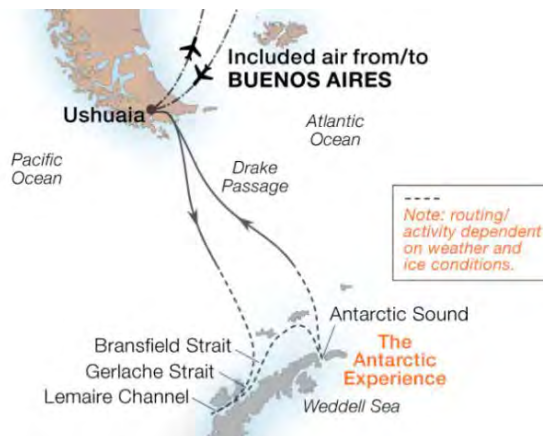 Included air from/to
BUENOS AIRES
Ushuaia
Atlantic
Ocean
Pacific
Ocean
Drake
Passage
Note: routing/
activity dependent
on weather and
ice conditions.
Antarctic Sound
Bransfield Strait
The
Antarctic
Experience
Gerlache Strait
Lemaire Channel
Weddell Sea